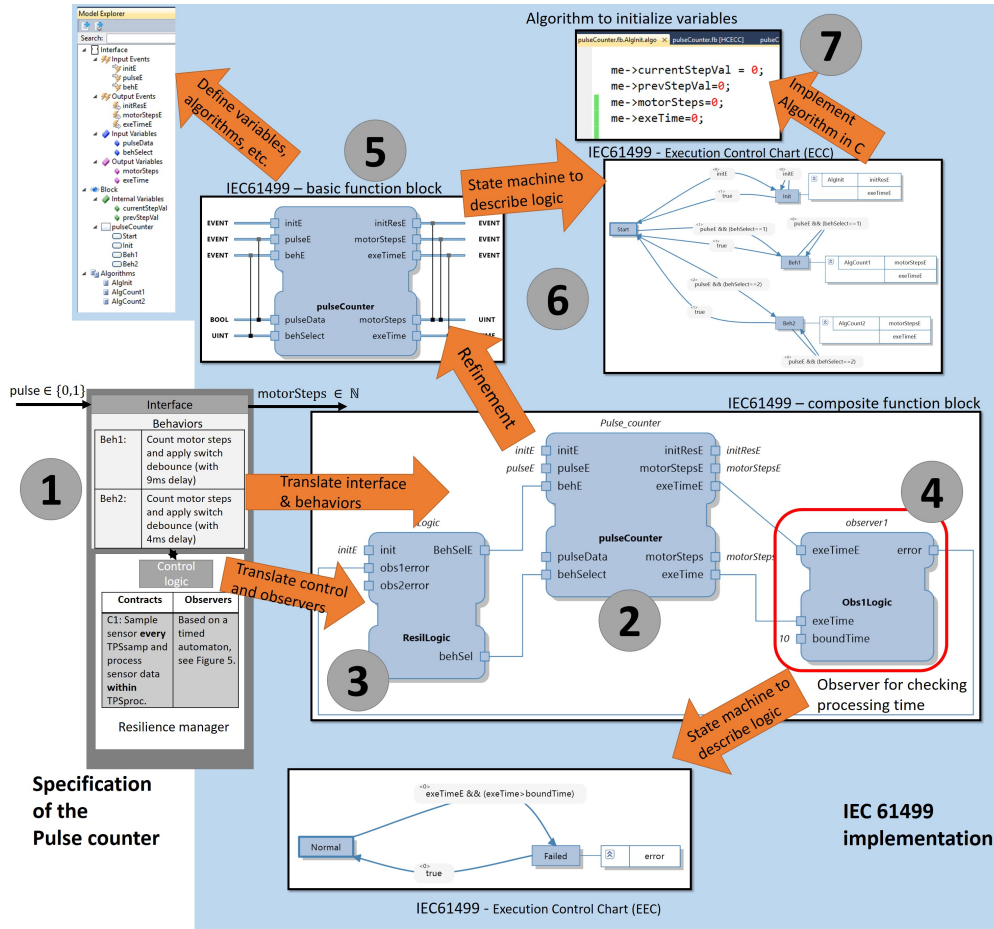 Model Explorer
Search:
Interface
Input Events
initE
pulseE
behE
Output Events
initResE
motorStepsE
exeTimeE
Input Variables
pulseData
behSelect
Output Variables
motorSteps
exeTime
Block
Internal Variables
currentStepVal
prevStepVal
pulseCounter
Start
Init
Beh1
Beh2
Algorithms
AlgInit
AlgCount1
AlgCount2
Define variables,
algorithms, etc.
5
IEC61499 – basic function block
EVENT initE initResE EVENT
EVENT pulseE motorStepsE EVENT
EVENT behE exeTimeE EVENT
pulseCounter
BOOL pulseData motorSteps UINT
UINT behSelect exeTime
State machine to
describe logic
Algorithm to initialize variables
pulseCounter.fb.AlgInit.algo × pulseCounter.fb [HCECC] pulseC
me->currentStepVal = 0;
me->prevStepVal=0;
me->motorSteps=0;
me->exeTime=0;
7
Implement
Algorithm in C
IEC61499 - Execution Control Chart (ECC)
initE
initE
true
Init
AlgInit initResE
exeTimeE
Start
pulseE && (behSelect==1)
pulseE && (behSelect==1)
true
Beh1
AlgCount1 motorStepsE
exeTimeE
pulseE && (behSelect==2)
true
Beh2
AlgCount2 motorStepsE
exeTimeE
pulseE && (behSelect==2)
6
Refinement
pulse ∈ {0,1}
motorSteps ∈ ℕ
Interface
Behaviors
Beh1: Count motor steps
and apply switch
debounce (with
9ms delay)
Beh2: Count motor steps
and apply switch
debounce (with
4ms delay)
1
Control
logic
Contracts Observers
C1: Sample Based on a
sensor every timed
TPSsamp and automaton,
process see Figure 5.
sensor data
within
TPSproc.
Resilience manager
Specification
of the
Pulse counter
Translate interface
& behaviors
Translate control
and observers
IEC61499 – composite function block
Pulse_counter
initE initE initResE initResE
pulseE pulseE motorStepsE motorStepsE
behE exeTimeE
pulseCounter
pulseData motorSteps motorSteps
behSelect exeTime
2
Logic
initE init BehSelE
obs1error
obs2error
ResilLogic
behSel
3
4
observer1
exeTimeE error
Obs1Logic
exeTime
10 boundTime
Observer for checking
processing time
State machine to
describe logic
<0>
exeTimeE && (exeTime>boundTime)
Normal
Failed
error
<0>
true
IEC61499 - Execution Control Chart (EEC)
IEC 61499
implementation